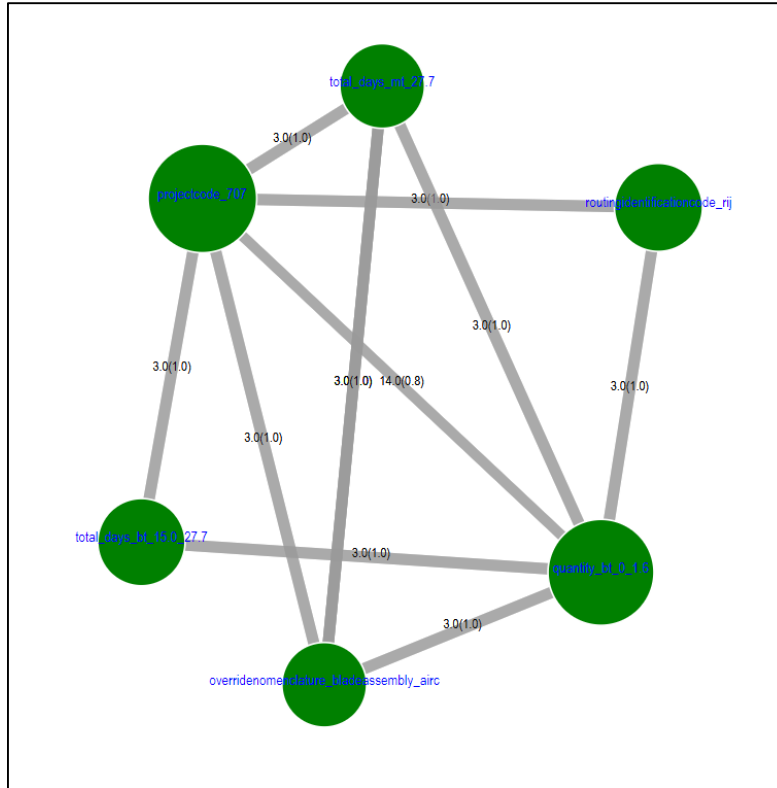 total_days_mt_27.7
3.0(1.0)
projectcode_707
3.0(1.0)
routingidentificationcode_rij
3.0(1.0)
3.0(1.0)
3.0(1.0)
14.0(0.8)
3.0(1.0)
3.0(1.0)
total_days_bt_15.0_27.7
3.0(1.0)
quantity_bt_0_1.6
3.0(1.0)
overridenomenclature_bladeassembly_airc